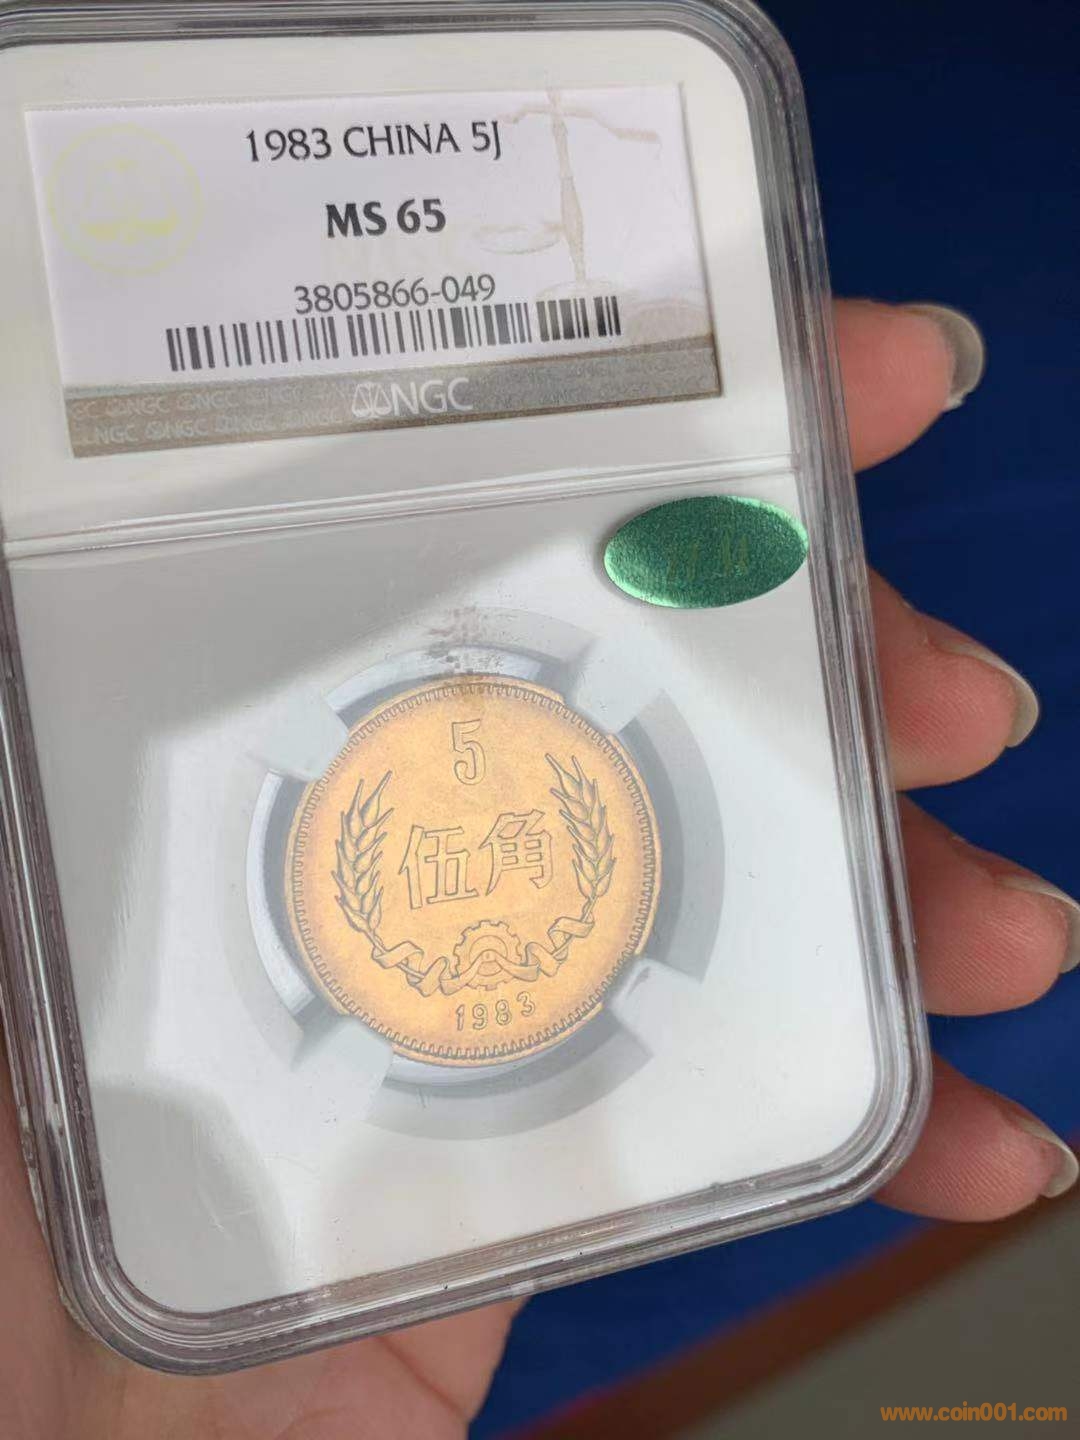 1983 CHINA 5J
MS 65
3805866-049
NGC
5
伍角
1983
www.coin001.com